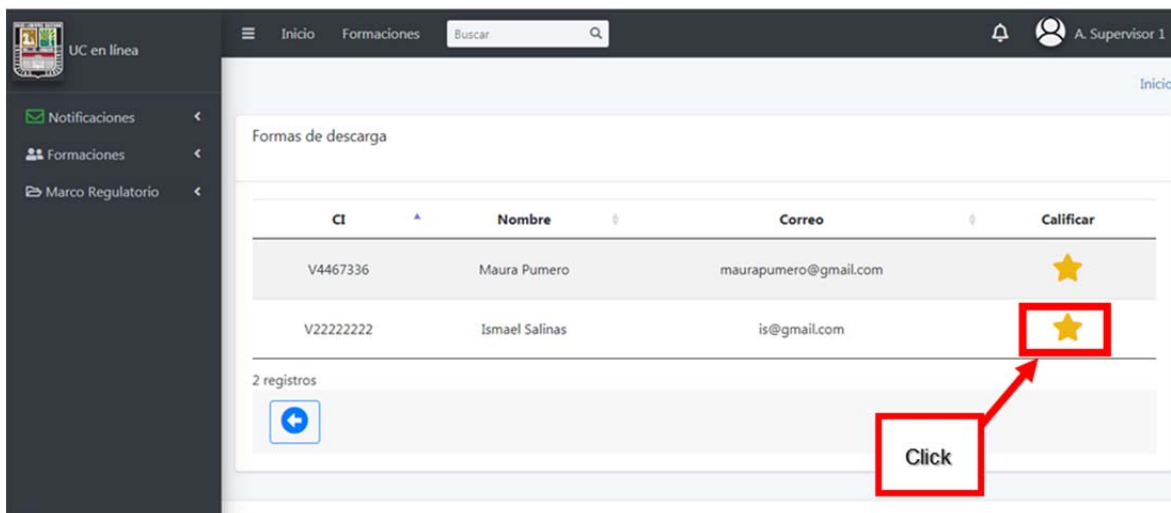 UC en línea
Inicio Formaciones Buscar A. Supervisor 1
Inicio
Notificaciones
Formaciones
Marco Regulatorio
Formas de descarga
CI Nombre Correo Calificar
V4467336 Maura Pumero maurapumero@gmail.com
V22222222 Ismael Salinas is@gmail.com
2 registros
Click